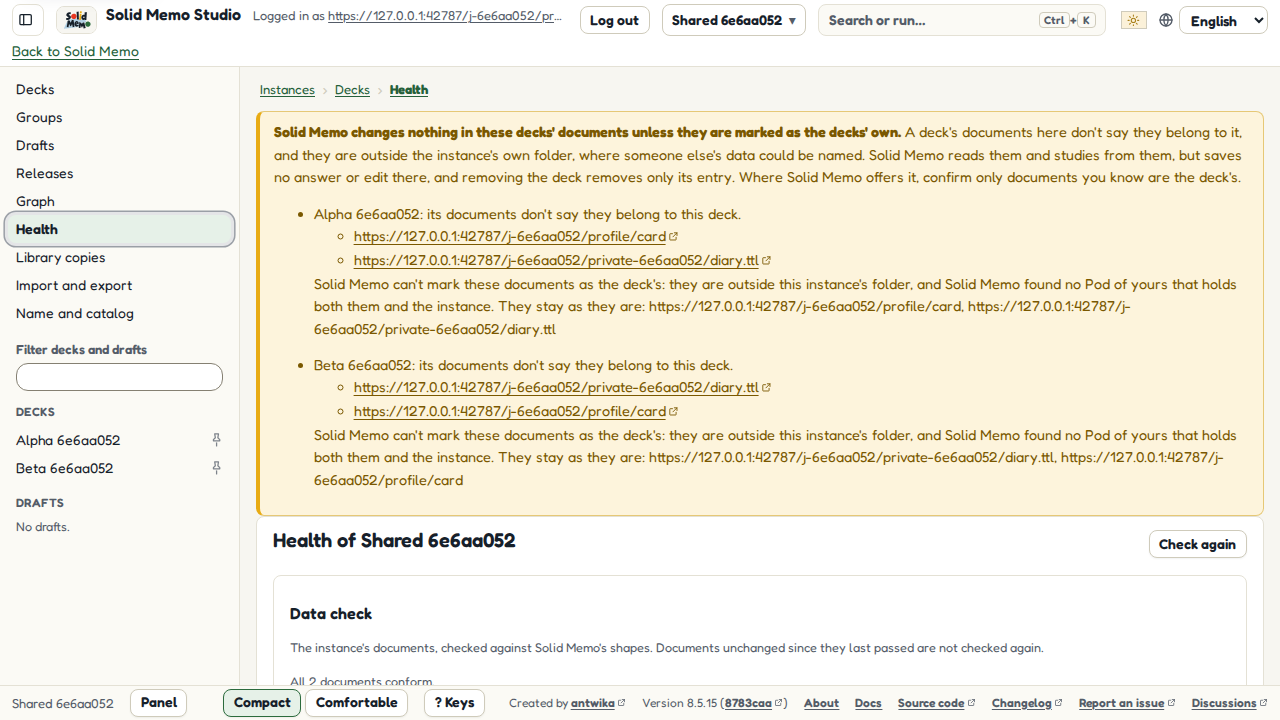 Solid Memo Studio
Logged in as https://127.0.0.1:42787/j-6e6aa052/pr…
Log out
Shared 6e6aa052 ▾
Search or run...
Ctrl+K
English
Back to Solid Memo
Decks
Groups
Drafts
Releases
Graph
Health
Library copies
Import and export
Name and catalog
Filter decks and drafts
DECKS
Alpha 6e6aa052
Beta 6e6aa052
DRAFTS
No drafts.
Instances › Decks › Health
Solid Memo changes nothing in these decks' documents unless they are marked as the decks' own. A deck's documents here don't say they belong to it,
and they are outside the instance's own folder, where someone else's data could be named. Solid Memo reads them and studies from them, but saves
no answer or edit there, and removing the deck removes only its entry. Where Solid Memo offers it, confirm only documents you know are the deck's.
Alpha 6e6aa052: its documents don't say they belong to this deck.
https://127.0.0.1:42787/j-6e6aa052/profile/card
https://127.0.0.1:42787/j-6e6aa052/private-6e6aa052/diary.ttl
Solid Memo can't mark these documents as the deck's: they are outside this instance's folder, and Solid Memo found no Pod of yours that holds
both them and the instance. They stay as they are: https://127.0.0.1:42787/j-6e6aa052/profile/card, https://127.0.0.1:42787/j-
6e6aa052/private-6e6aa052/diary.ttl
Beta 6e6aa052: its documents don't say they belong to this deck.
https://127.0.0.1:42787/j-6e6aa052/private-6e6aa052/diary.ttl
https://127.0.0.1:42787/j-6e6aa052/profile/card
Solid Memo can't mark these documents as the deck's: they are outside this instance's folder, and Solid Memo found no Pod of yours that holds
both them and the instance. They stay as they are: https://127.0.0.1:42787/j-6e6aa052/private-6e6aa052/diary.ttl, https://127.0.0.1:42787/j-
6e6aa052/profile/card
Health of Shared 6e6aa052
Check again
Data check
The instance's documents, checked against Solid Memo's shapes. Documents unchanged since they last passed are not checked again.
All 2 documents conform.
Shared 6e6aa052
Panel
Compact
Comfortable
? Keys
Created by antwika
Version 8.5.15 (8783caa)
About
Docs
Source code
Changelog
Report an issue
Discussions